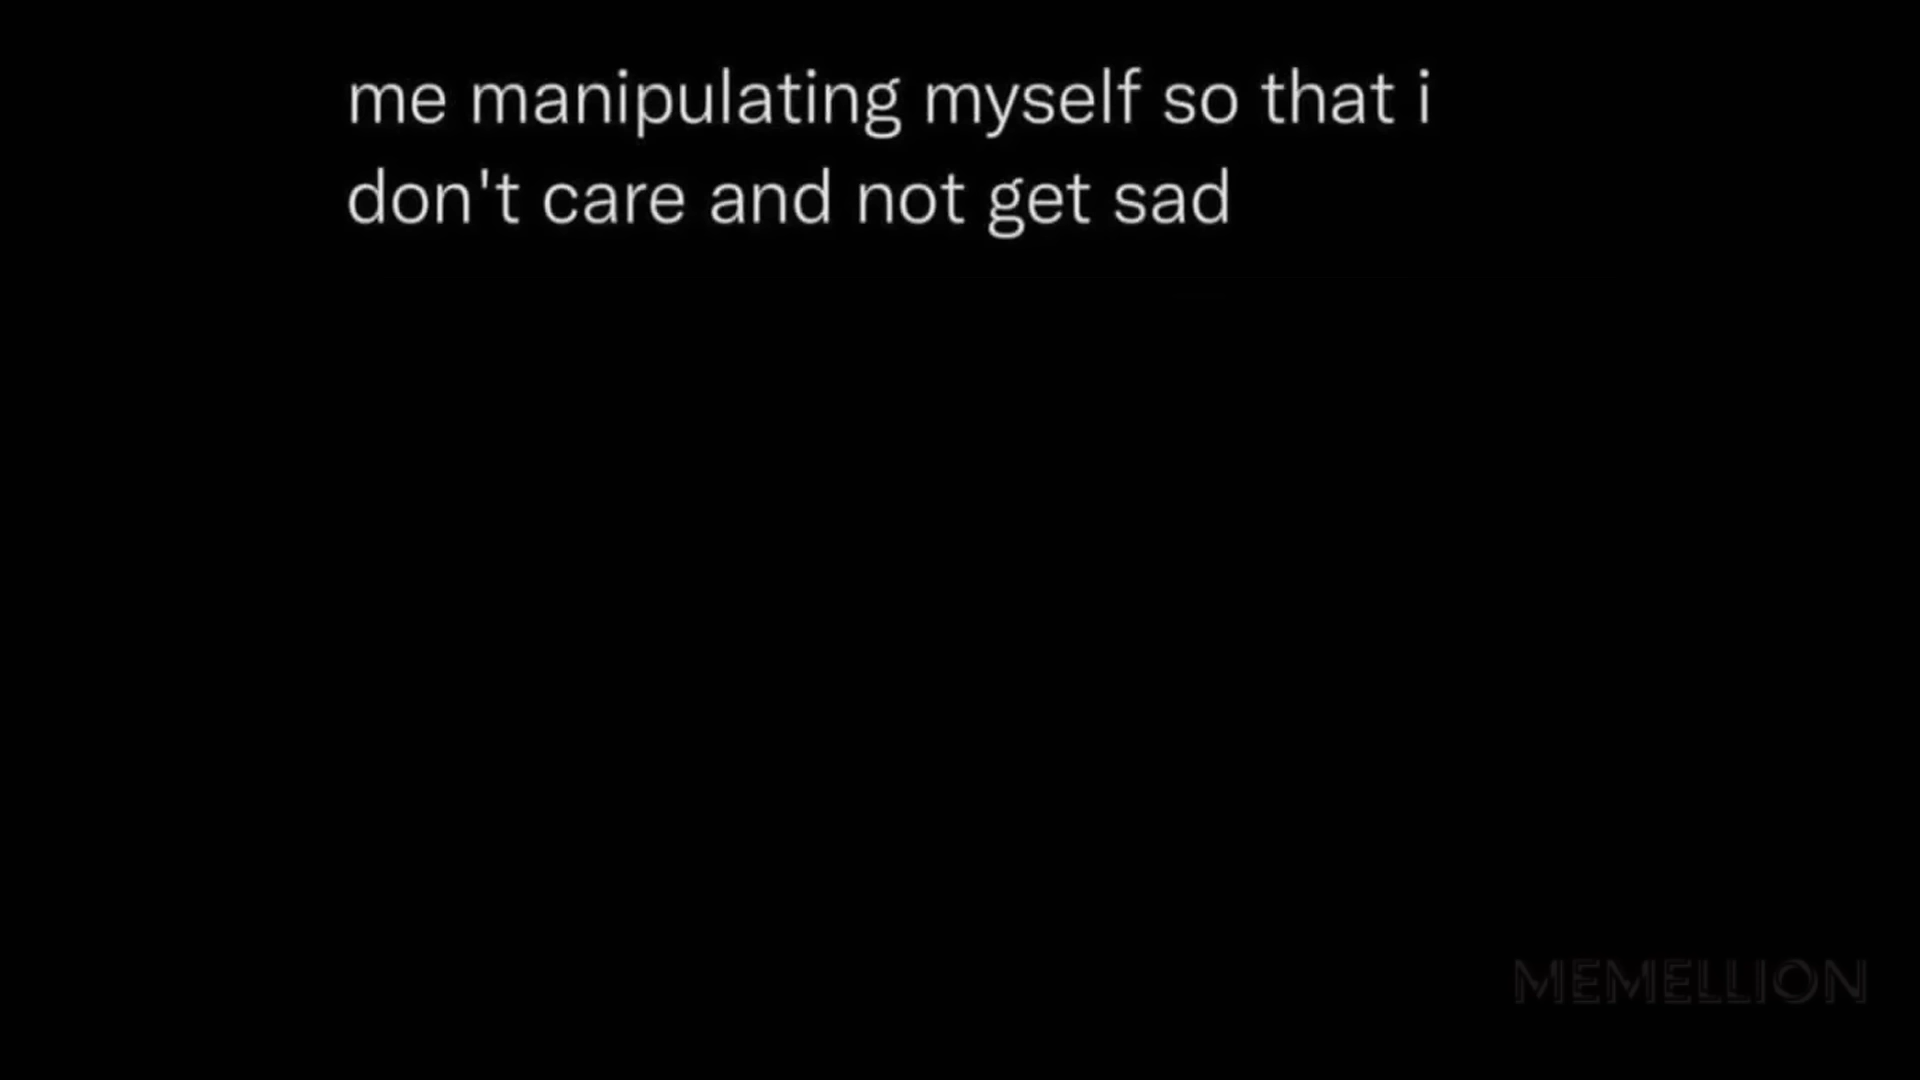 me manipulating myself so that i
don't care and not get sad
MEMELLION